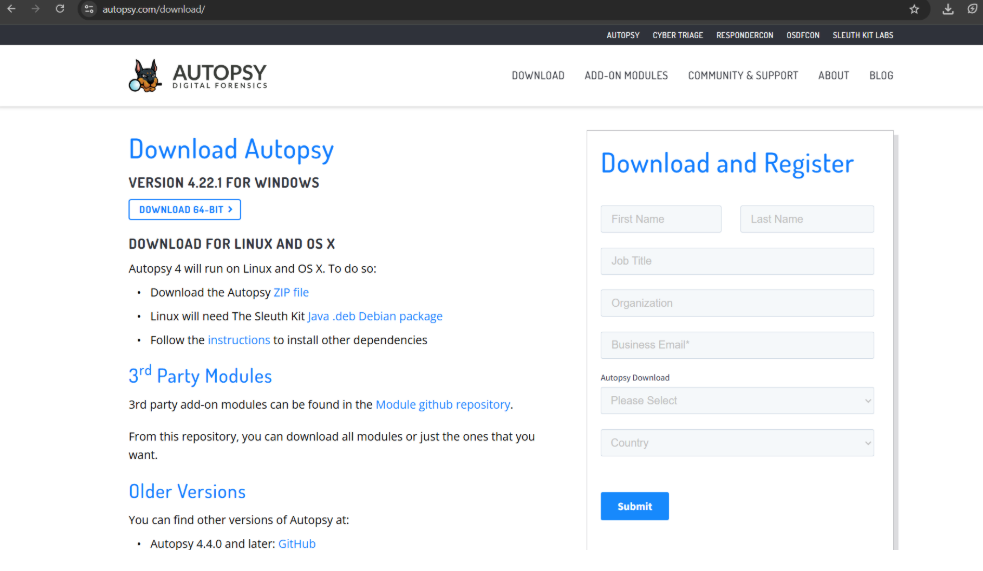 autopsy.com/download/
AUTOPSY CYBER TRIAGE RESPONDERCON OSDFCON SLEUTH KIT LABS
AUTOPSY
DIGITAL FORENSICS
DOWNLOAD ADD-ON MODULES COMMUNITY & SUPPORT ABOUT BLOG
Download Autopsy
VERSION 4.22.1 FOR WINDOWS
DOWNLOAD 64-BIT >
DOWNLOAD FOR LINUX AND OS X
Autopsy 4 will run on Linux and OS X. To do so:
• Download the Autopsy ZIP file
• Linux will need The Sleuth Kit Java .deb Debian package
• Follow the instructions to install other dependencies
3rd Party Modules
3rd party add-on modules can be found in the Module github repository.
From this repository, you can download all modules or just the ones that you
want.
Older Versions
You can find other versions of Autopsy at:
• Autopsy 4.4.0 and later: GitHub
Download and Register
First Name Last Name
Job Title
Organization
Business Email*
Autopsy Download
Please Select
Country
Submit